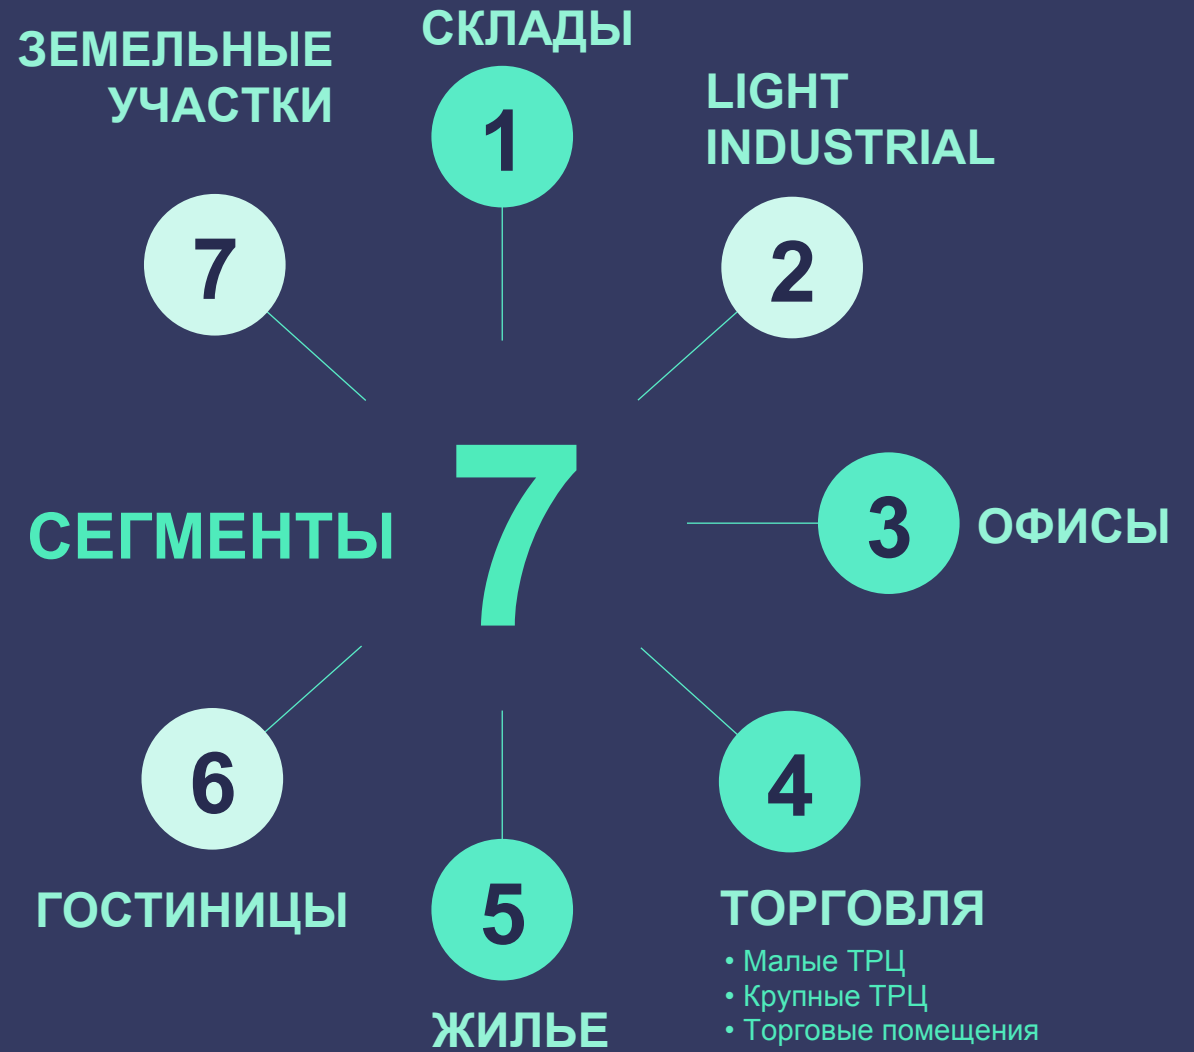 СКЛАДЫ
1
LIGHT
INDUSTRIAL
2
3
ОФИСЫ
4
ТОРГОВЛЯ
• Малые ТРЦ
• Крупные ТРЦ
• Торговые помещения
5
ЖИЛЬЕ
6
ГОСТИНИЦЫ
ЗЕМЕЛЬНЫЕ
УЧАСТКИ
7
СЕГМЕНТЫ 7